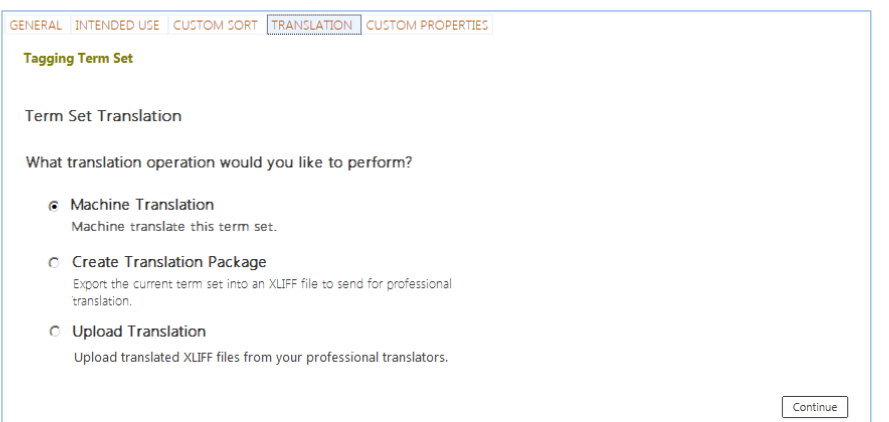 GENERAL INTENDED USE CUSTOM SORT TRANSLATION CUSTOM PROPERTIES
Tagging Term Set
Term Set Translation
What translation operation would you like to perform?
Machine Translation
Machine translate this term set.
Create Translation Package
Export the current term set into an XLIFF file to send for professional
translation.
Upload Translation
Upload translated XLIFF files from your professional translators.
Continue